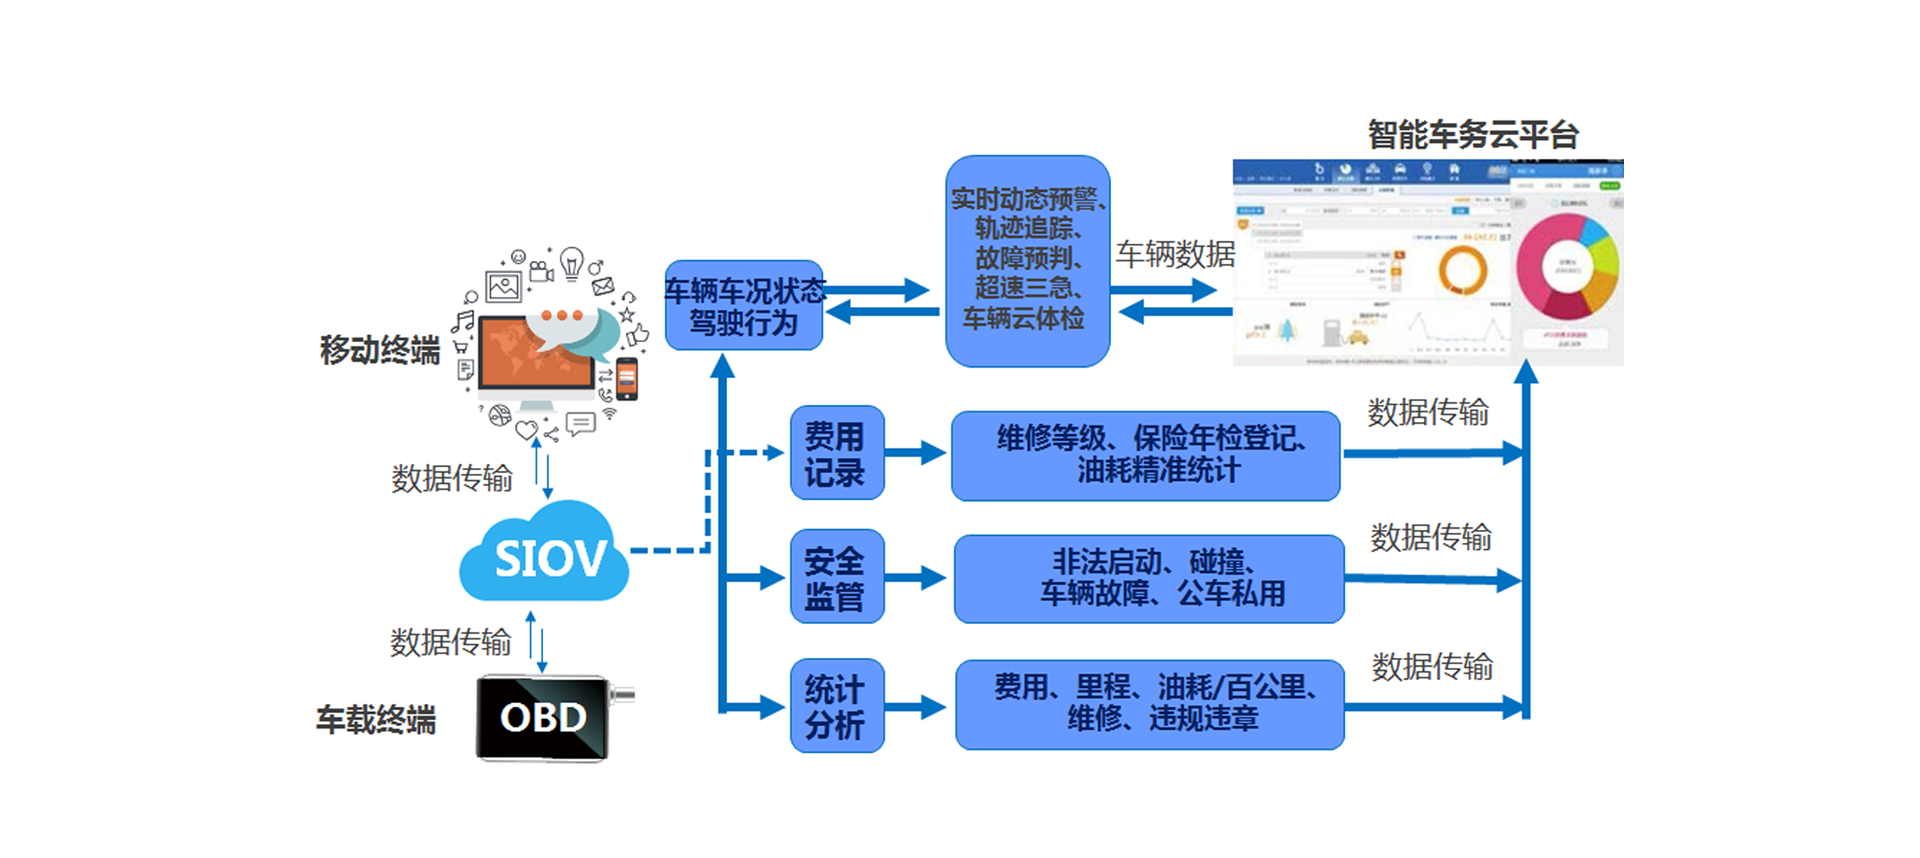 智能车务云平台
实时动态预警、
轨迹追踪、
故障预判、
超速三急、
车辆云体检
车辆数据
车辆车况状态
驾驶行为
移动终端
数据传输
SIOV
数据传输
车载终端
OBD
费用
记录
维修等级、保险年检登记、
油耗精准统计
数据传输
安全
监管
非法启动、碰撞、
车辆故障、公车私用
数据传输
统计
分析
费用、里程、油耗/百公里、
维修、违规违章
数据传输